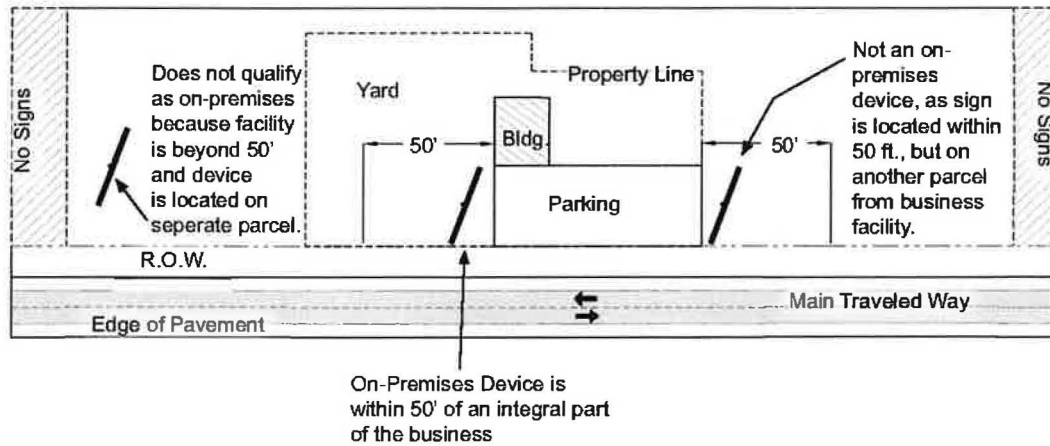 No Signs
Does not qualify
as on-premises
because facility
is beyond 50'
and device
is located on
seperate parcel.
Yard
50'
Bldg.
Property Line
Parking
50'
Not an on-
premises
device, as sign
is located within
50 ft., but on
another parcel
from business
facility.
No Signs
R.O.W.
Main Traveled Way
Edge of Pavement
On-Premises Device is
within 50' of an integral part
of the business